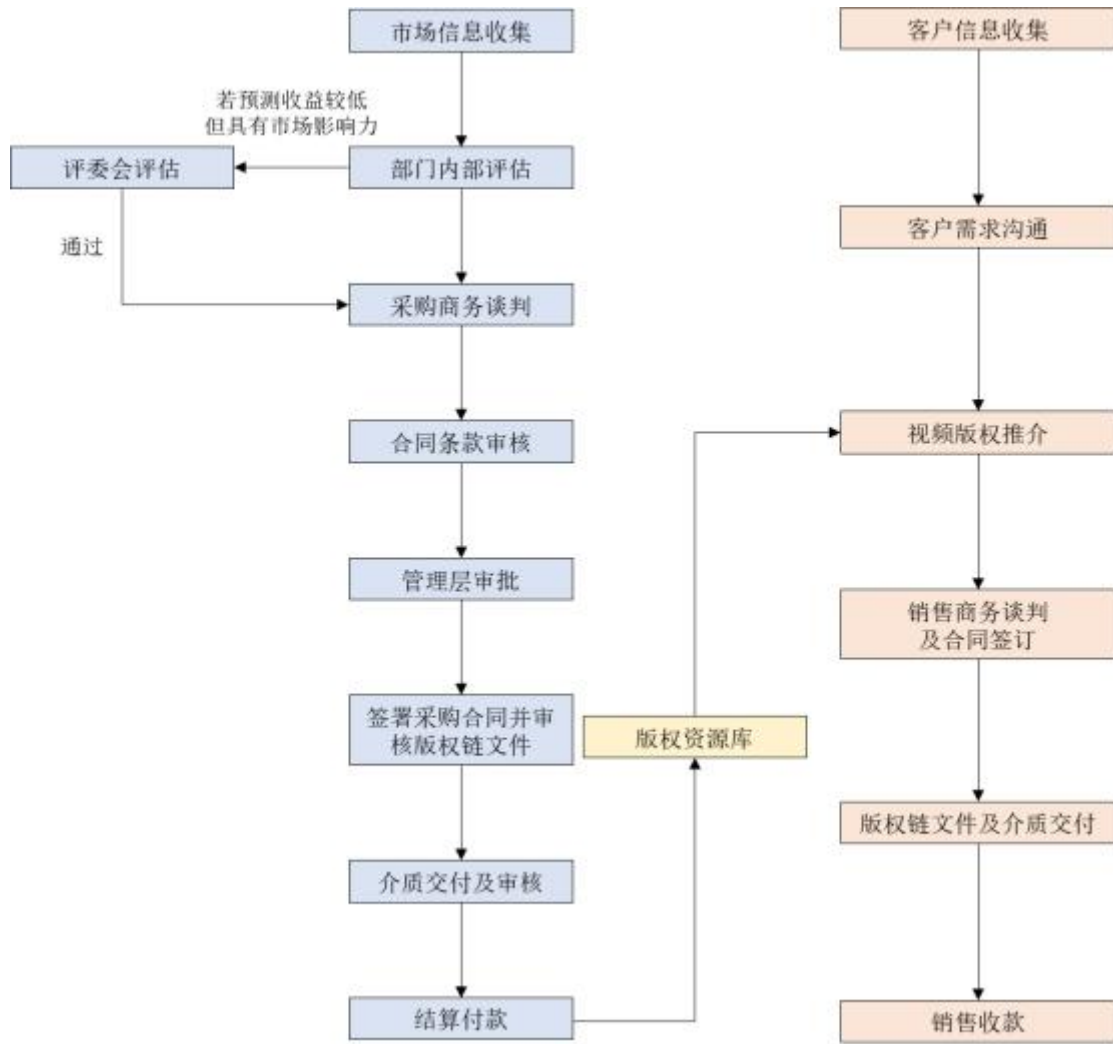 市场信息收集
若预测收益较低
但具有市场影响力
评委会评估
部门内部评估
通过
采购商务谈判
合同条款审核
管理层审批
签署采购合同并审
核版权链文件
介质交付及审核
结算付款
版权资源库
客户信息收集
客户需求沟通
视频版权推介
销售商务谈判
及合同签订
版权链文件及介质交付
销售收款